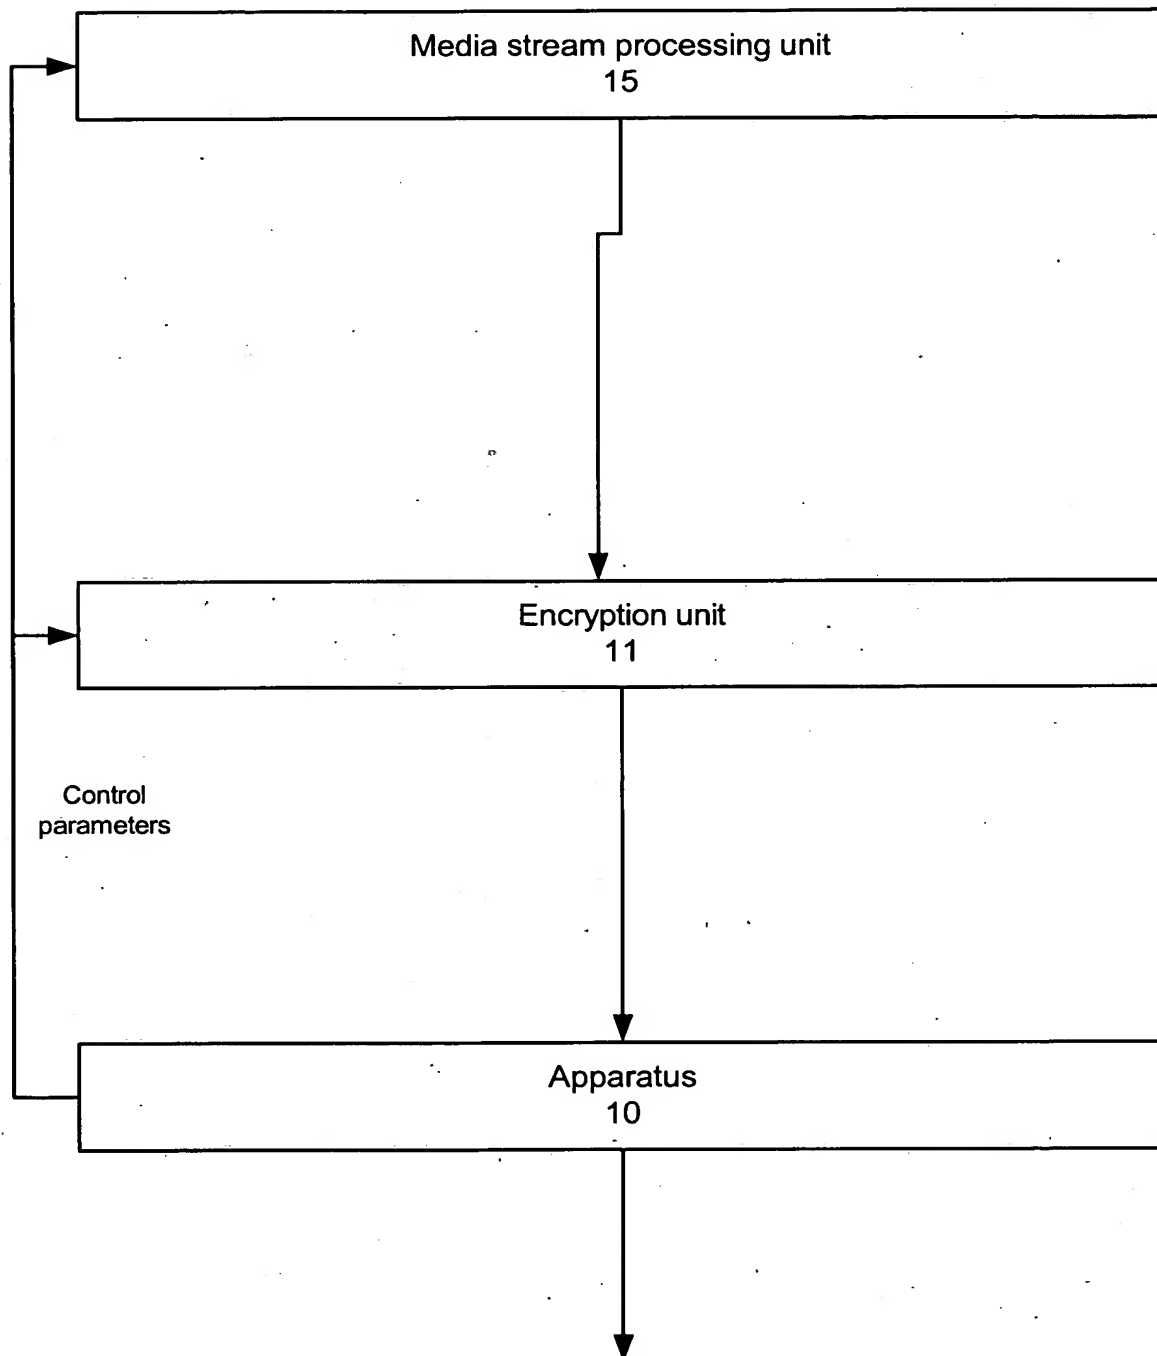 Media stream processing unit
15
Encryption unit
11
Control
parameters
Apparatus
10